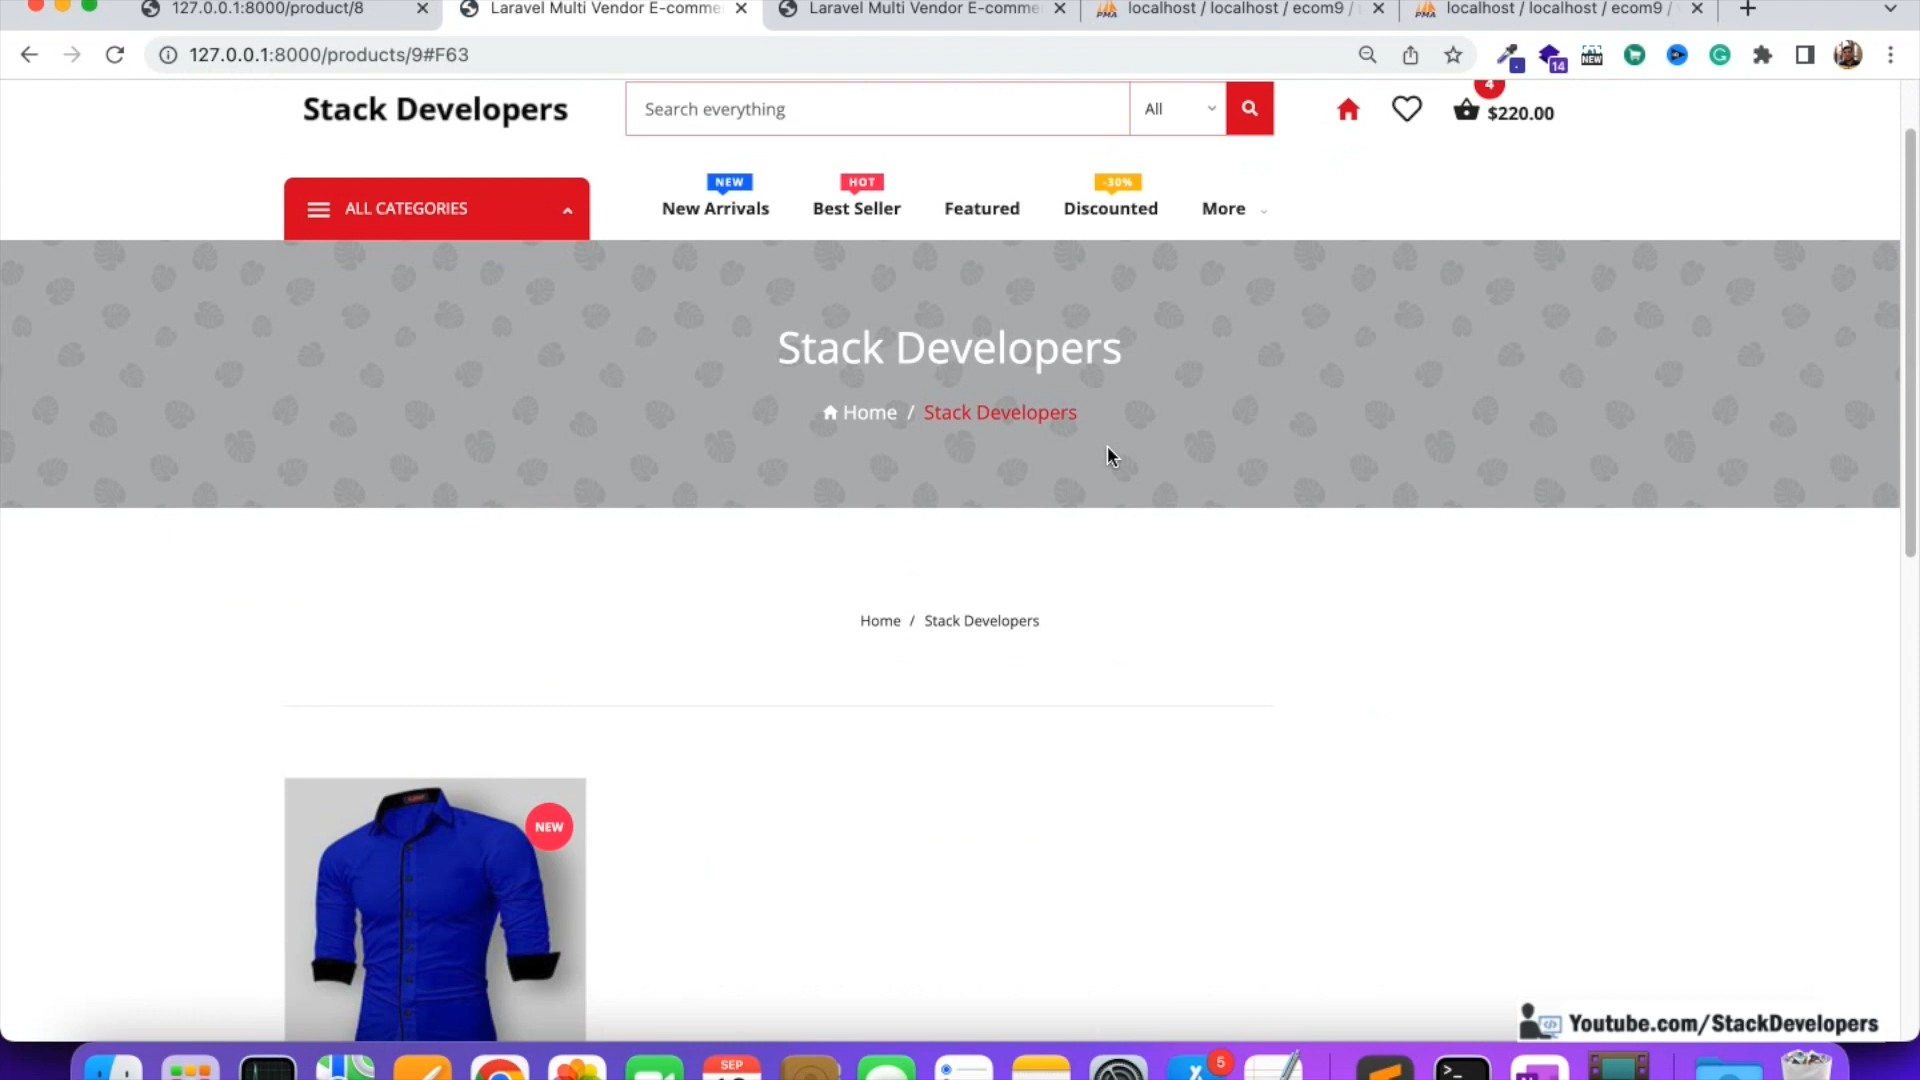 127.0.0.1:8000/product/8
Laravel Multi Vendor E-comme
Laravel Multi Vendor E-comme
localhost / localhost / ecom9 /
localhost / localhost / ecom9 /
127.0.0.1:8000/products/9#F63
14
NEW
Stack Developers
Search everything
All
4
$220.00
ALL CATEGORIES
NEW
HOT
-30%
New Arrivals
Best Seller
Featured
Discounted
More
Stack Developers
Home / Stack Developers
Home / Stack Developers
NEW
Youtube.com/StackDevelopers
SEP
5